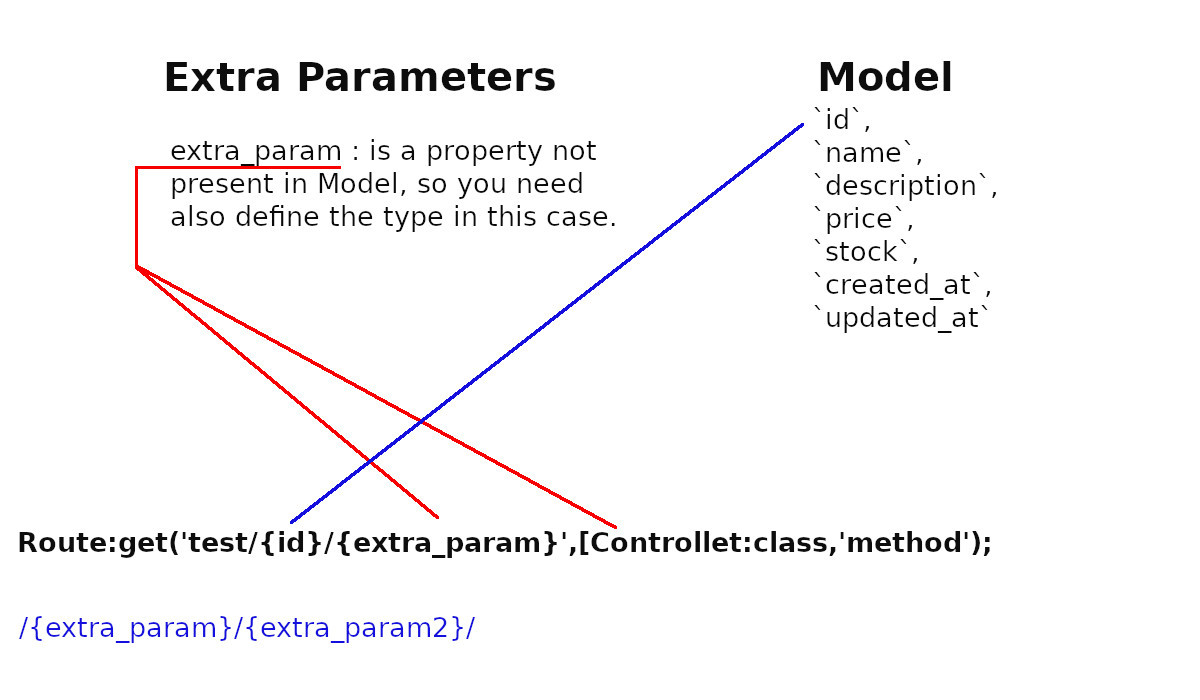 Extra Parameters
extra_param : is a property not
present in Model, so you need
also define the type in this case.
Model
`id`,
`name`,
`description`,
`price`,
`stock`,
`created_at`,
`updated_at`
Route:get('test/{id}/{extra_param}',[Controllet:class,'method');
/{extra_param}/{extra_param2}/